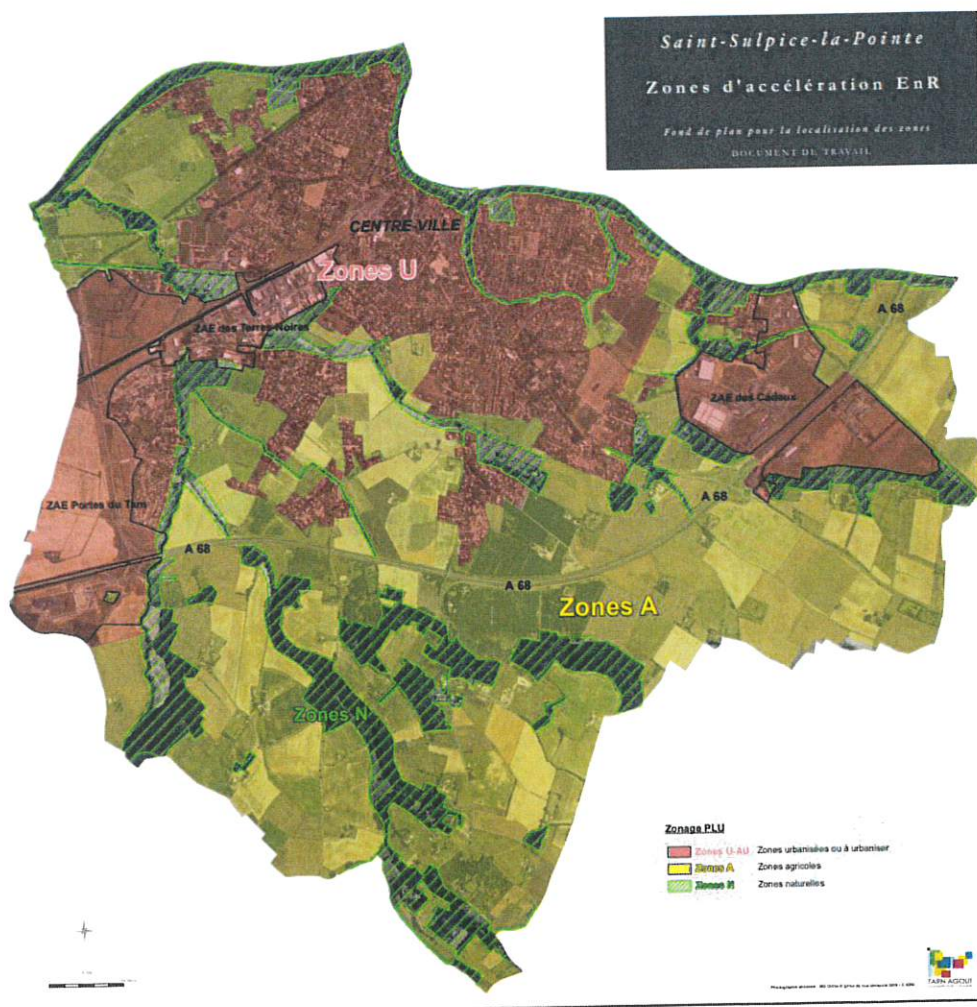 Saint-Sulpice-la-Pointe
Zones d'accélération EnR
Fond de plan pour la localisation des zones
DOCUMENT DE TRAVAIL
CENTRE-VILLE
Zones U
ZAE des Terres-Noires
A 68
ZAE des Cadaux
ZAE Portes du Tarn
A 68
A 68
A 68
Zones A
Zones N
Zonage PLU
Zones U-AU Zones urbanisées ou à urbaniser
Zones A Zones agricoles
Zones N Zones naturelles
TARN AGOUT